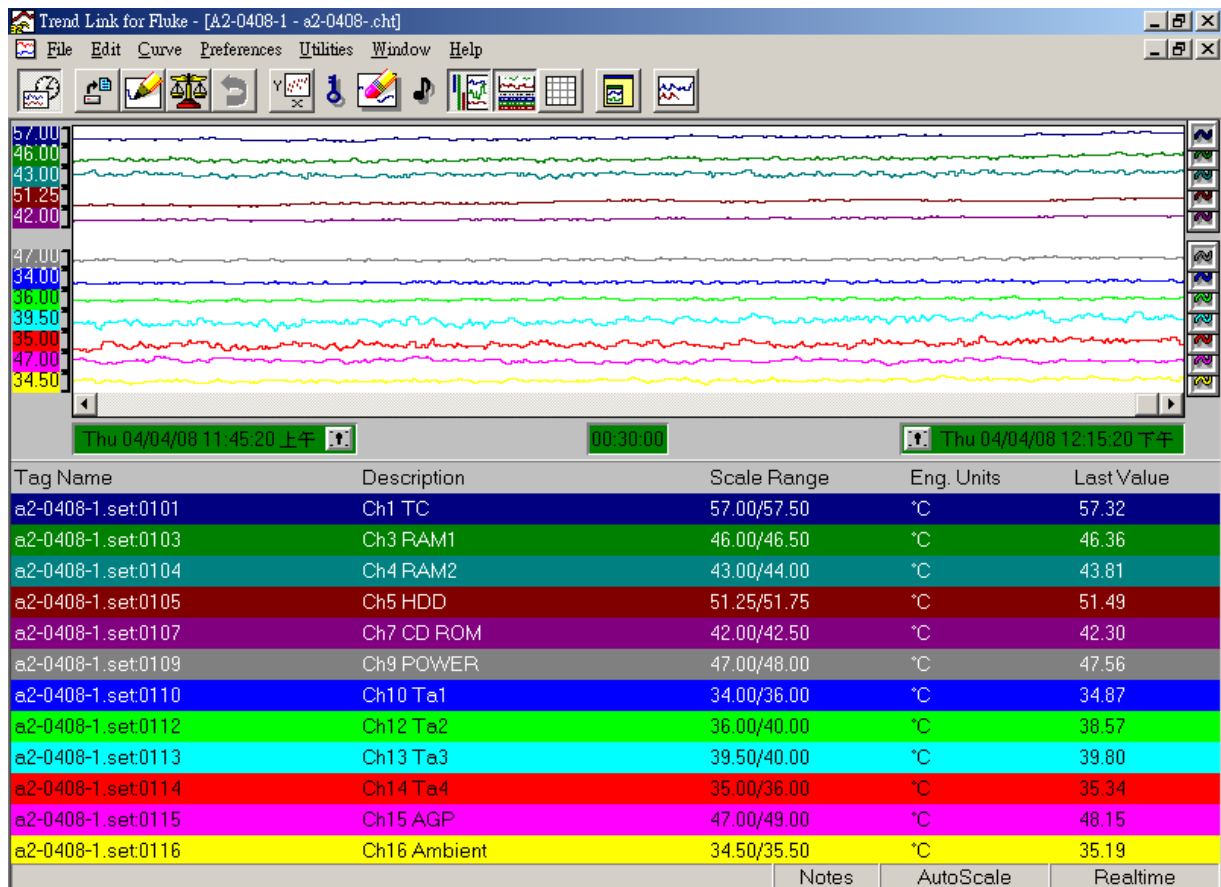 Trend Link for Fluke - [A2-0408-1 - a2-0408-.cht]
File Edit Curve Preferences Utilities Window Help
57.00
46.00
43.00
51.25
42.00
47.00
34.00
36.00
39.50
35.00
47.00
34.50
Thu 04/04/08 11:45:20 上午 00:30:00 Thu 04/04/08 12:15:20 下午
Tag Name Description Scale Range Eng. Units Last Value
a2-0408-1.set:0101 Ch1 TC 57.00/57.50 °C 57.32
a2-0408-1.set:0103 Ch3 RAM1 46.00/46.50 °C 46.36
a2-0408-1.set:0104 Ch4 RAM2 43.00/44.00 °C 43.81
a2-0408-1.set:0105 Ch5 HDD 51.25/51.75 °C 51.49
a2-0408-1.set:0107 Ch7 CD ROM 42.00/42.50 °C 42.30
a2-0408-1.set:0109 Ch9 POWER 47.00/48.00 °C 47.56
a2-0408-1.set:0110 Ch10 Ta1 34.00/36.00 °C 34.87
a2-0408-1.set:0112 Ch12 Ta2 36.00/40.00 °C 38.57
a2-0408-1.set:0113 Ch13 Ta3 39.50/40.00 °C 39.80
a2-0408-1.set:0114 Ch14 Ta4 35.00/36.00 °C 35.34
a2-0408-1.set:0115 Ch15 AGP 47.00/49.00 °C 48.15
a2-0408-1.set:0116 Ch16 Ambient 34.50/35.50 °C 35.19
Notes AutoScale Realtime